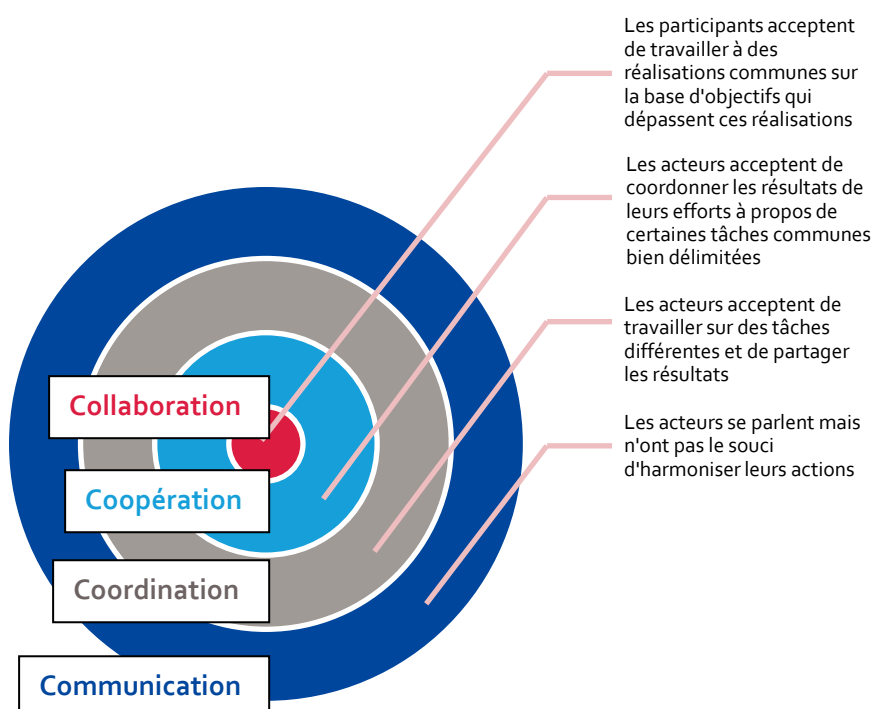 Les participants acceptent
de travailler à des
réalisations communes sur
la base d'objectifs qui
dépassent ces réalisations
Les acteurs acceptent de
coordonner les résultats de
leurs efforts à propos de
certaines tâches communes
bien délimitées
Les acteurs acceptent de
travailler sur des tâches
différentes et de partager
les résultats
Les acteurs se parlent mais
n'ont pas le souci
d'harmoniser leurs actions
Collaboration
Coopération
Coordination
Communication